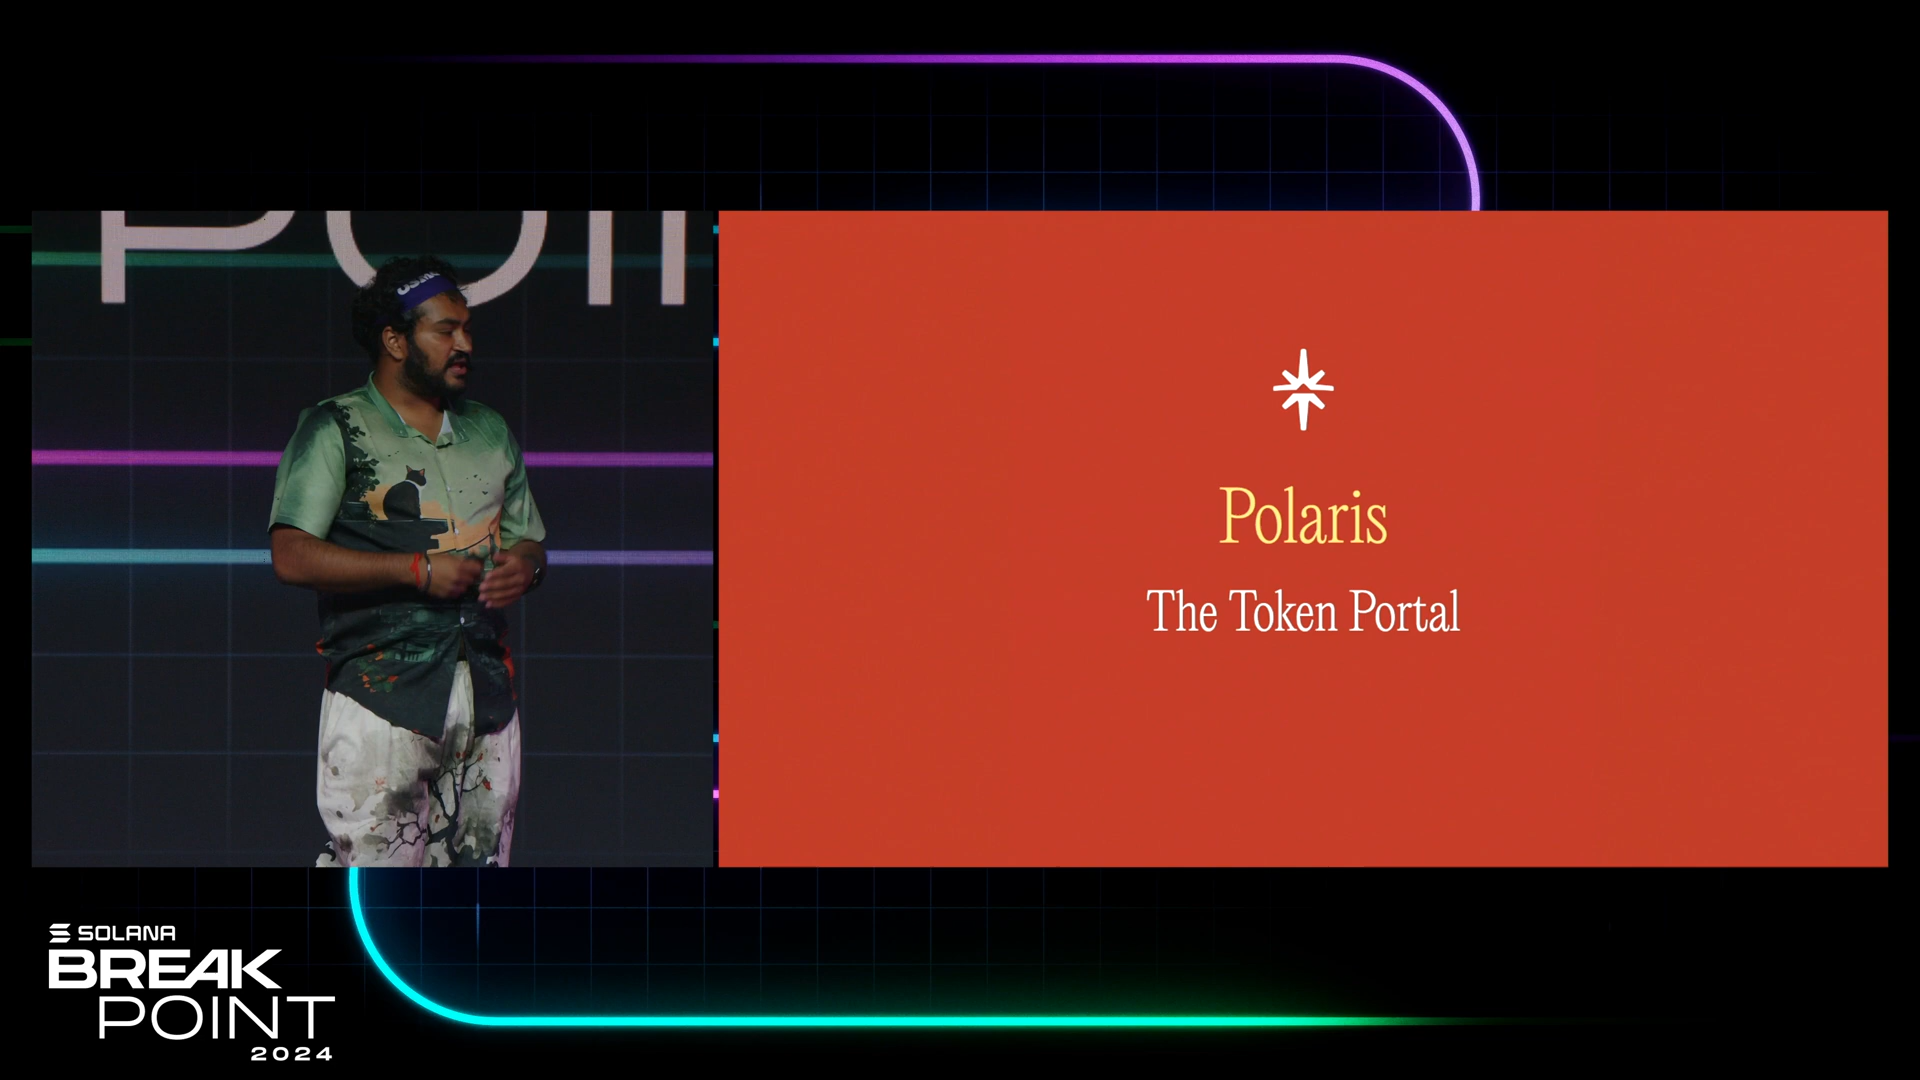 Polaris
The Token Portal
SOLANA
BREAK
POINT
2024